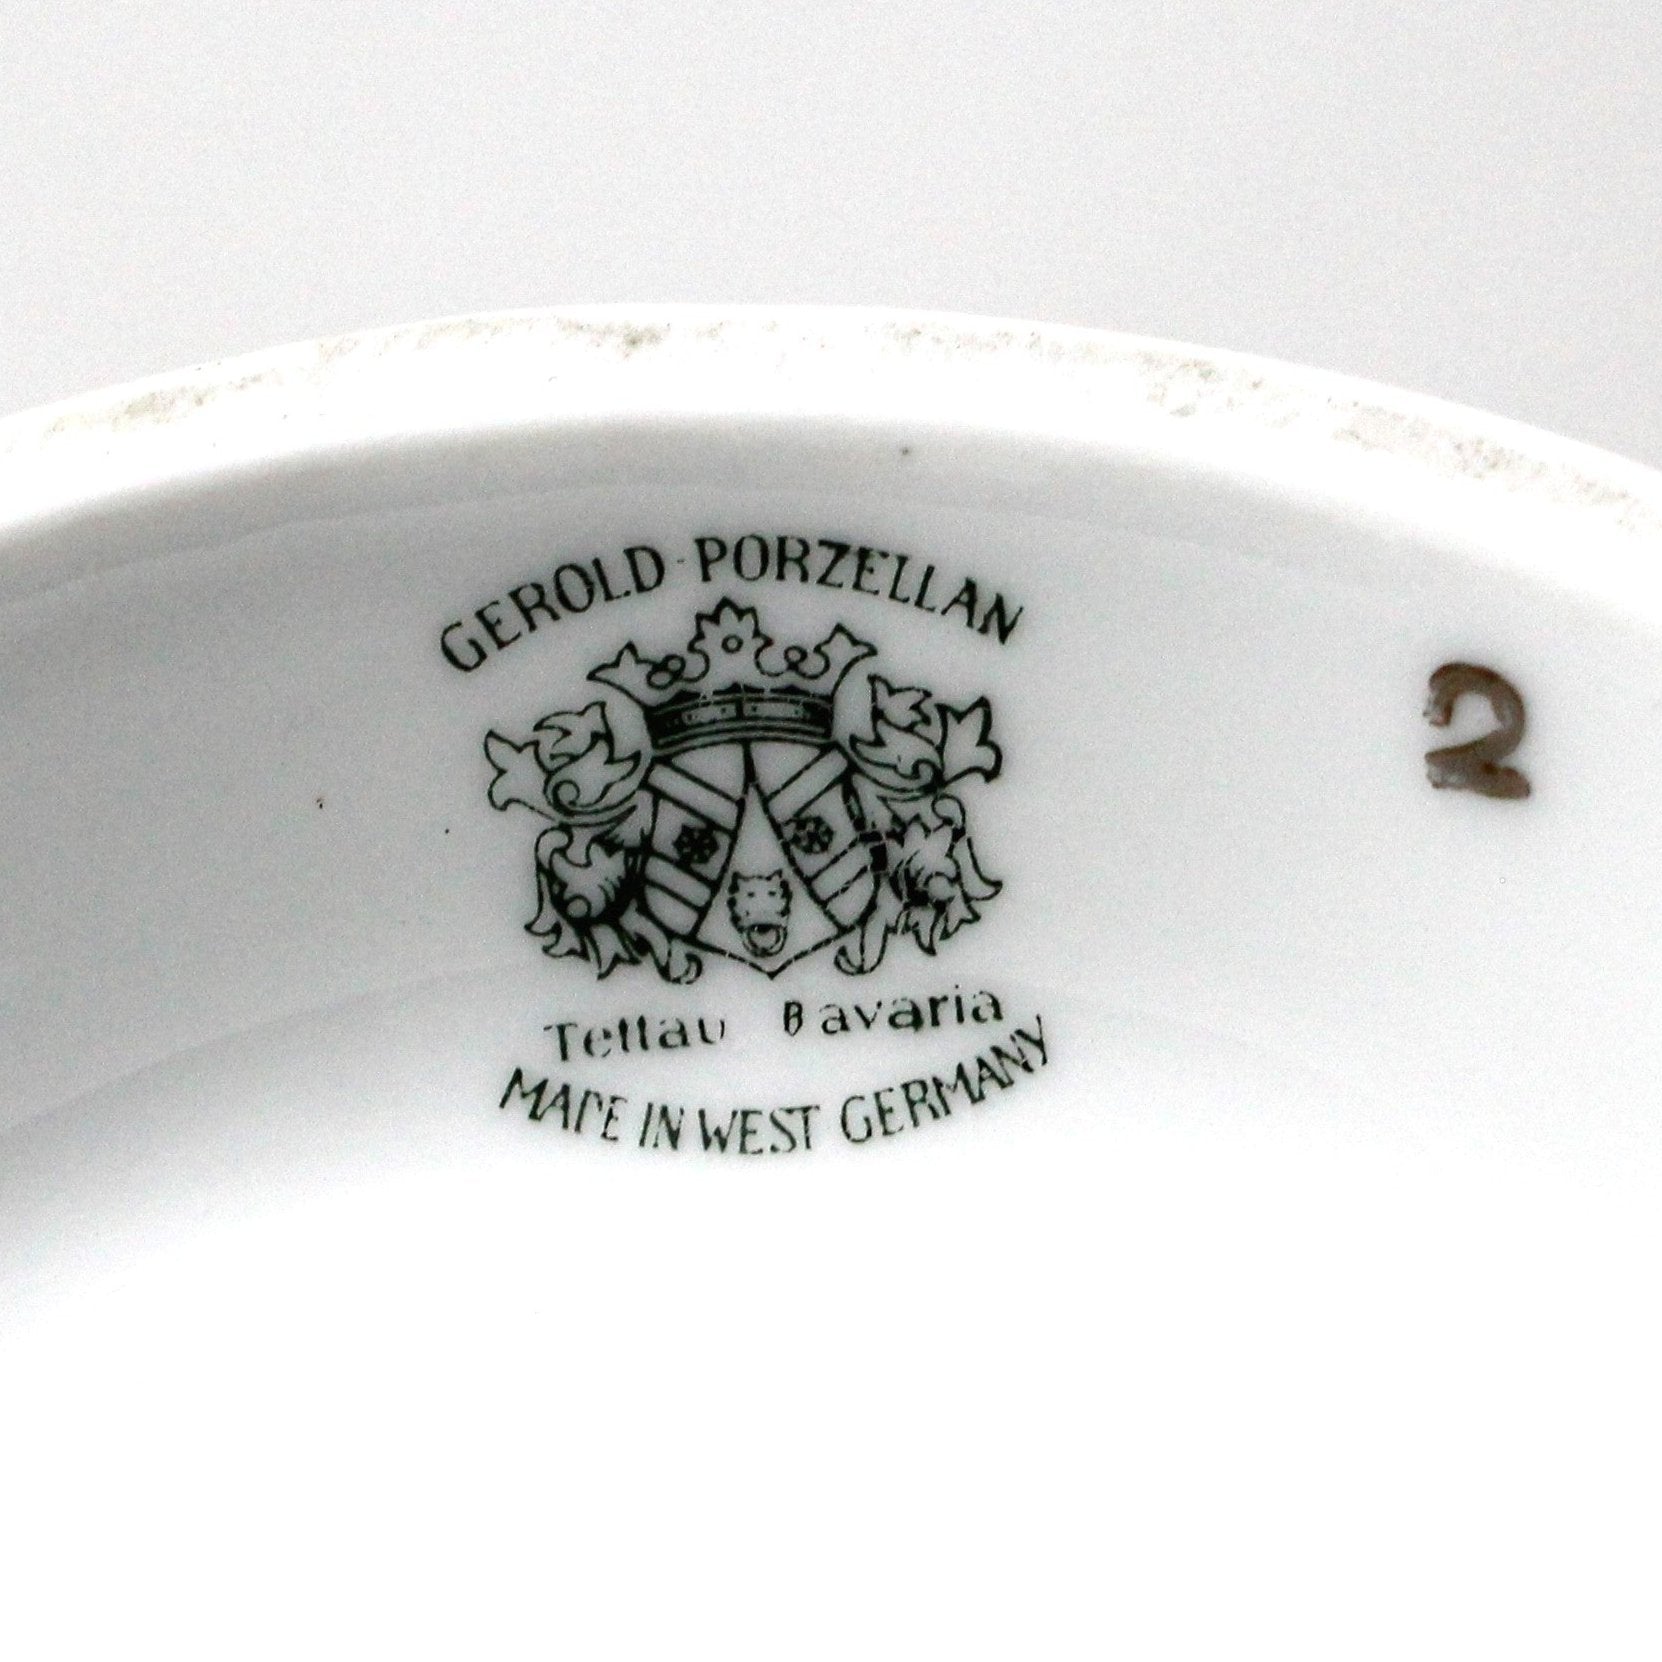 GEROLD-PORZELLAN
2
Tettau Bavaria
MADE IN WEST GERMANY